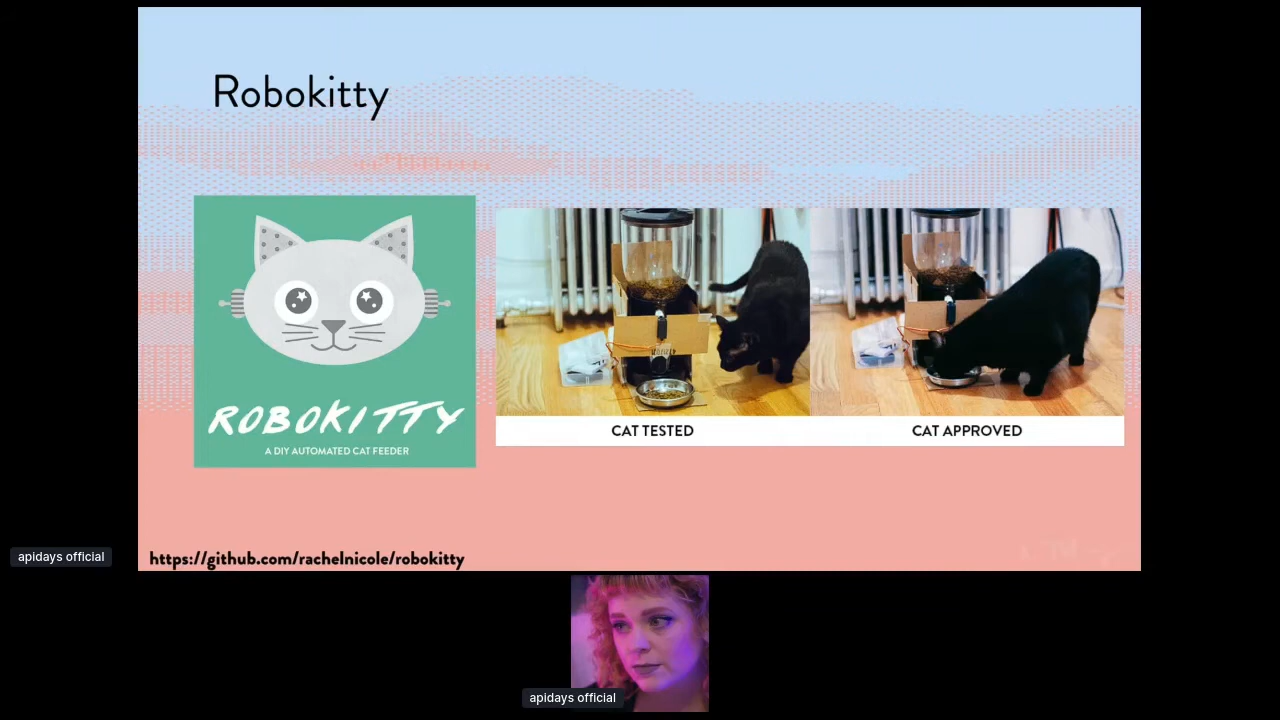 Robokitty
ROBOKITTY
A DIY AUTOMATED CAT FEEDER
CAT TESTED
CAT APPROVED
https://github.com/rachelnicole/robokitty
apidays official
apidays official